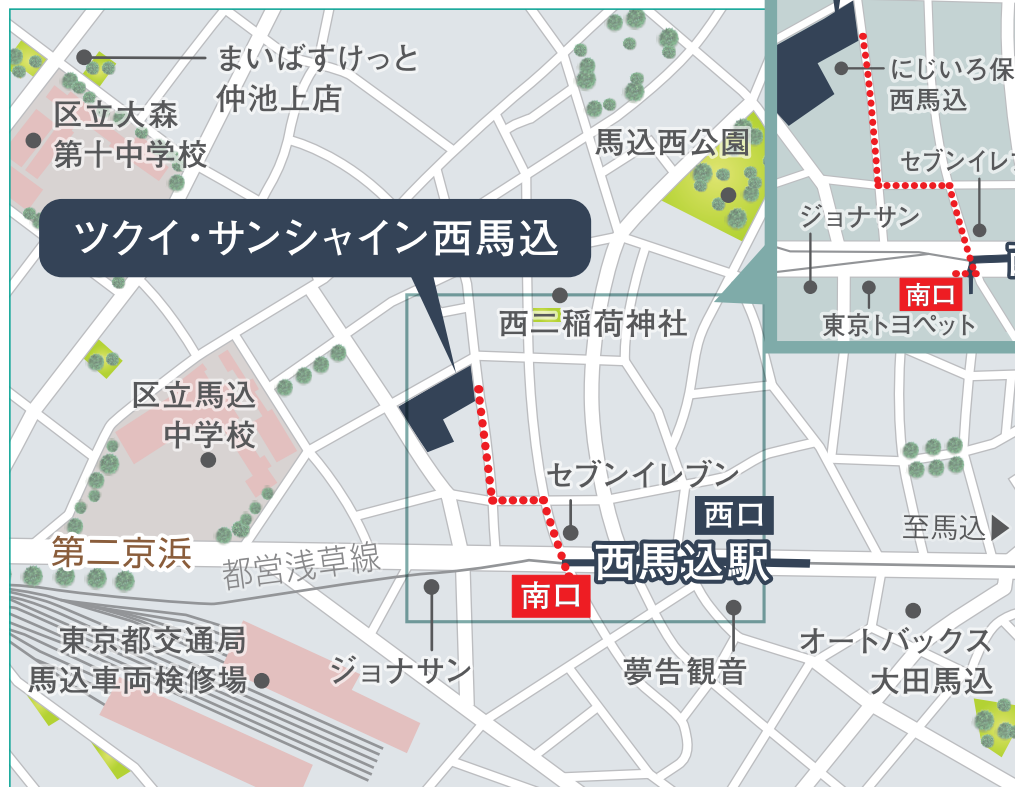 まいばすけっと
仲池上店
区立大森
第十中学校
馬込西公園
にじいろ保
西馬込
セブンイレブ
ジョナサン
南口
東京トヨペット
ツクイ・サンシャイン西馬込
西二稲荷神社
区立馬込
中学校
セブンイレブン
西口
至馬込
第二京浜
都営浅草線
西馬込駅
南口
東京都交通局
馬込車両検修場
ジョナサン
夢告観音
オートバックス
大田馬込